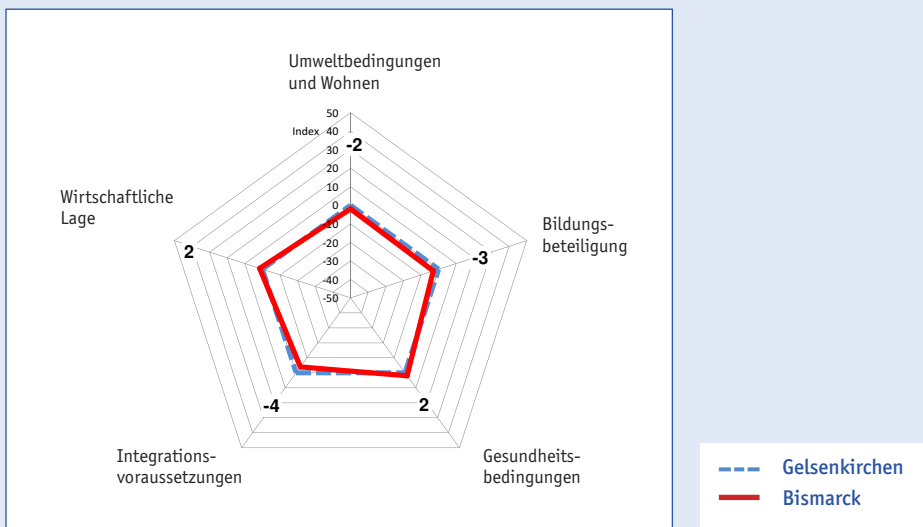 Umweltbedingungen
und Wohnen
50
Index 40
-2
30
20
10
0
-10
-20
-30
-40
-50
Wirtschaftliche
Lage
2
Bildungs-
beteiligung
-3
-4
2
Integrations-
voraussetzungen
Gesundheits-
bedingungen
Gelsenkirchen
Bismarck